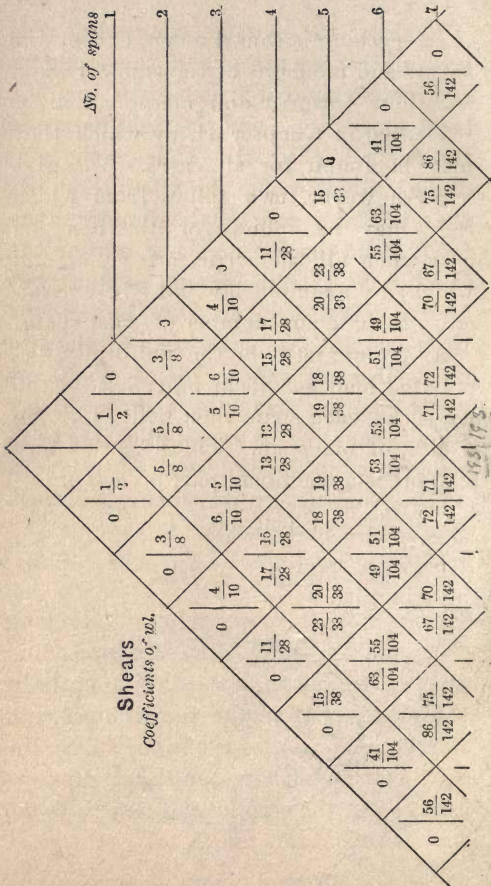 Shears
Coefficients of wl.
No. of spans
1 0 1/2 1/2 0
2 0 3/8 5/8 5/8 3/8 0
3 0 4/10 6/10 5/10 5/10 6/10 4/10 0
4 0 11/28 17/28 15/28 13/28 13/28 15/28 17/28 11/28 0
5 0 15/38 23/38 20/38 18/38 19/38 19/38 18/38 20/38 23/38 15/38 0
6 0 41/104 63/104 55/104 49/104 51/104 53/104 53/104 51/104 49/104 55/104 63/104 41/104 0
7 0 56/142 86/142 75/142 67/142 70/142 72/142 71/142 71/142 72/142 70/142 67/142 75/142 86/142 56/142 0